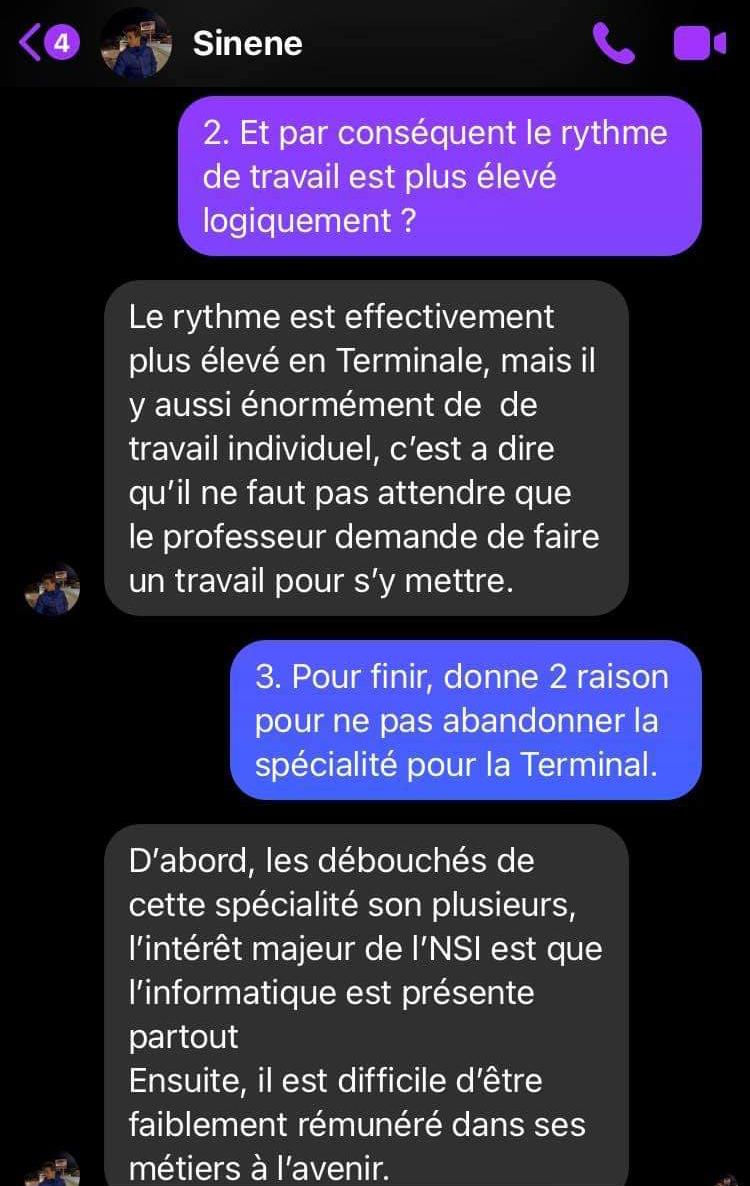 4
Sinene
2. Et par conséquent le rythme
de travail est plus élevé
logiquement ?
Le rythme est effectivement
plus élevé en Terminale, mais il
y aussi énormément de  de
travail individuel, c’est a dire
qu’il ne faut pas attendre que
le professeur demande de faire
un travail pour s’y mettre.
3. Pour finir, donne 2 raison
pour ne pas abandonner la
spécialité pour la Terminal.
D’abord, les débouchés de
cette spécialité son plusieurs,
l’intérêt majeur de l’NSI est que
l’informatique est présente
partout
Ensuite, il est difficile d’être
faiblement rémunéré dans ses
métiers à l’avenir.